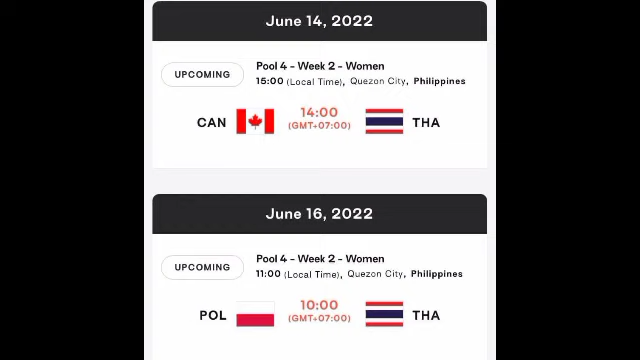 June 14, 2022
UPCOMING
Pool 4 - Week 2 - Women
15:00 (Local Time), Quezon City, Philippines
CAN 14:00 THA
(GMT+07:00)
June 16, 2022
UPCOMING
Pool 4 - Week 2 - Women
11:00 (Local Time), Quezon City, Philippines
POL 10:00 THA
(GMT+07:00)